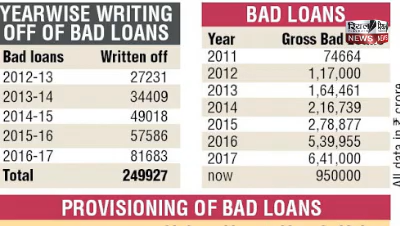 YEARWISE WRITING
OFF OF BAD LOANS
Bad loans Written off
2012-13 27231
2013-14 34409
2014-15 49018
2015-16 57586
2016-17 81683
Total 249927
BAD LOANS
Year Gross Bad
2011 74664
2012 1,17,000
2013 1,64,461
2014 2,16,739
2015 2,78,877
2016 5,39,955
2017 6,41,000
now 950000
NEWS
All data in ₹ crore
PROVISIONING OF BAD LOANS